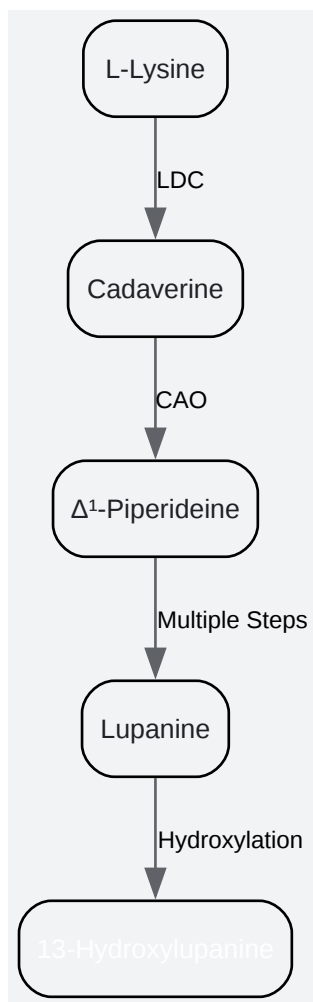 L-Lysine
LDC
Cadaverine
CAO
Δ¹-Piperideine
Multiple Steps
Lupanine
Hydroxylation
13-Hydroxylupanine